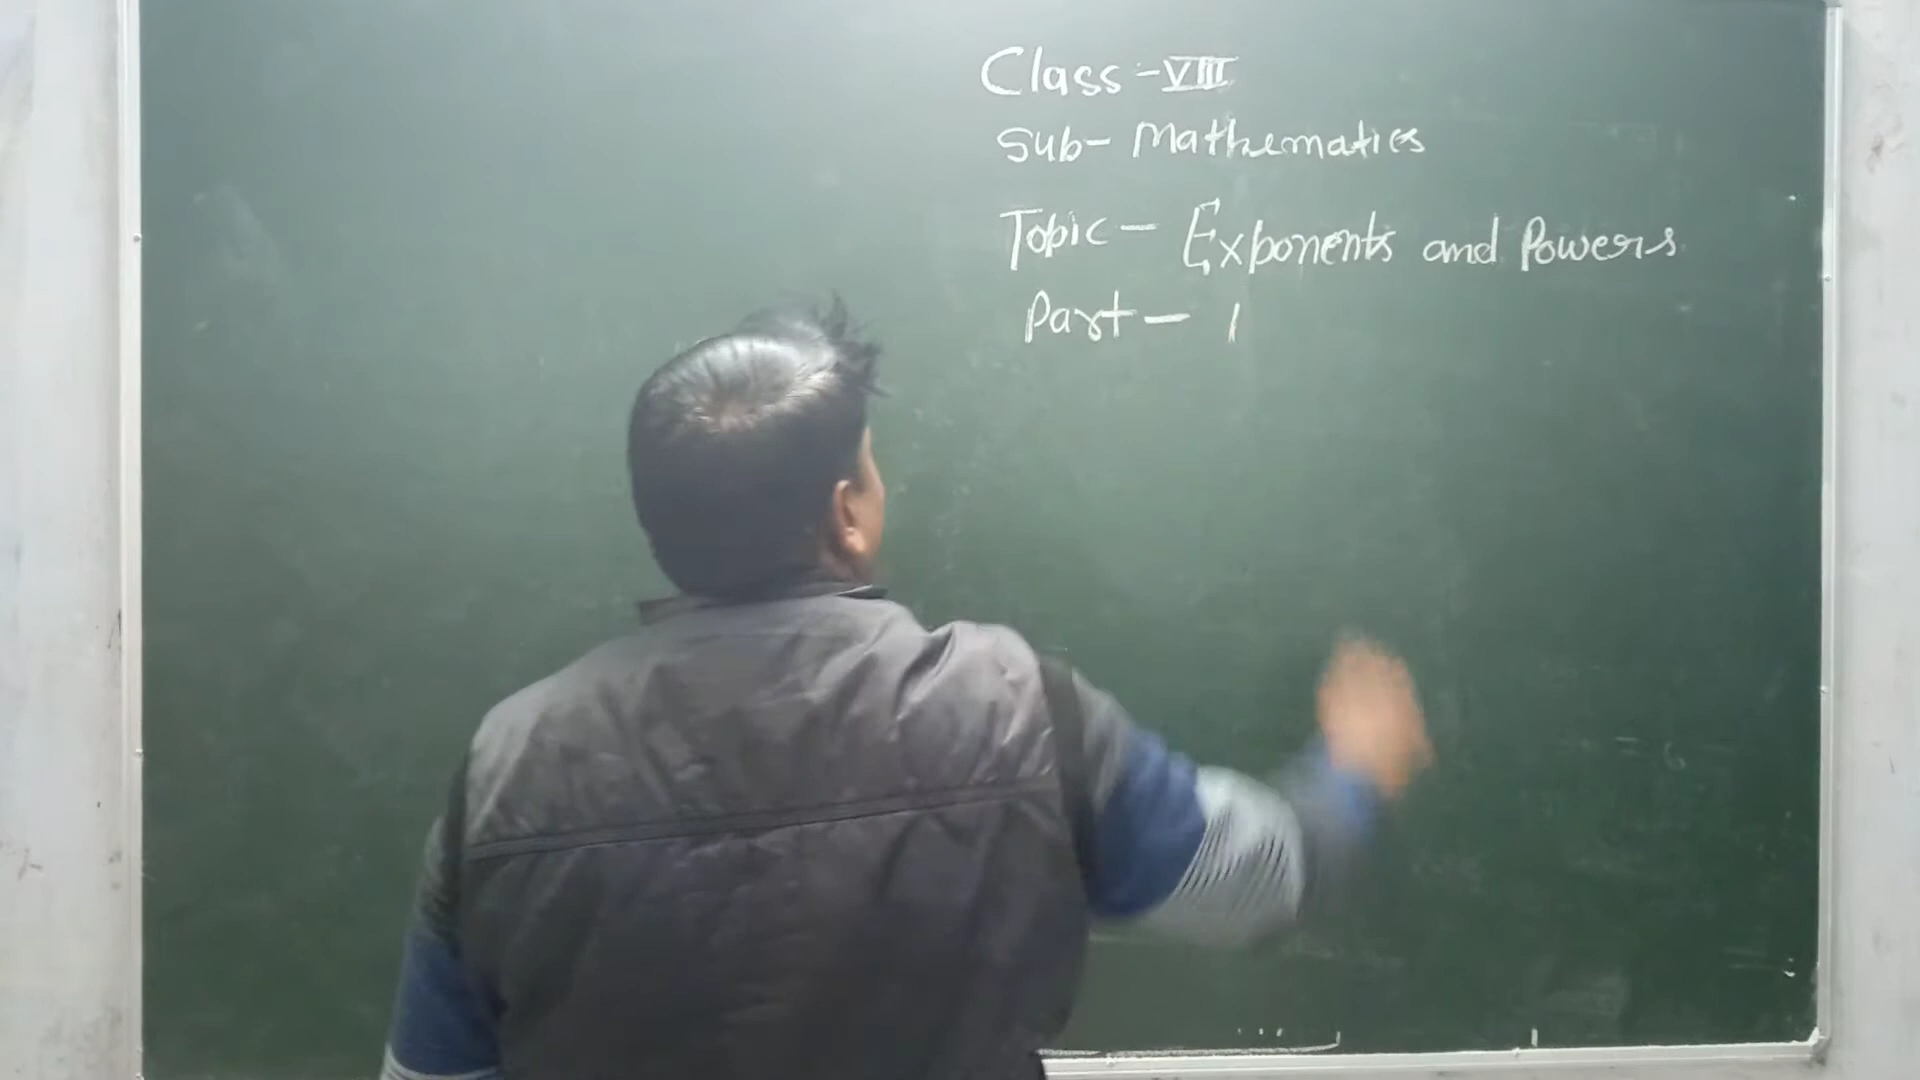 Class - VIII
Sub - Mathematics
Topic - Exponents and Powers
Part - 1